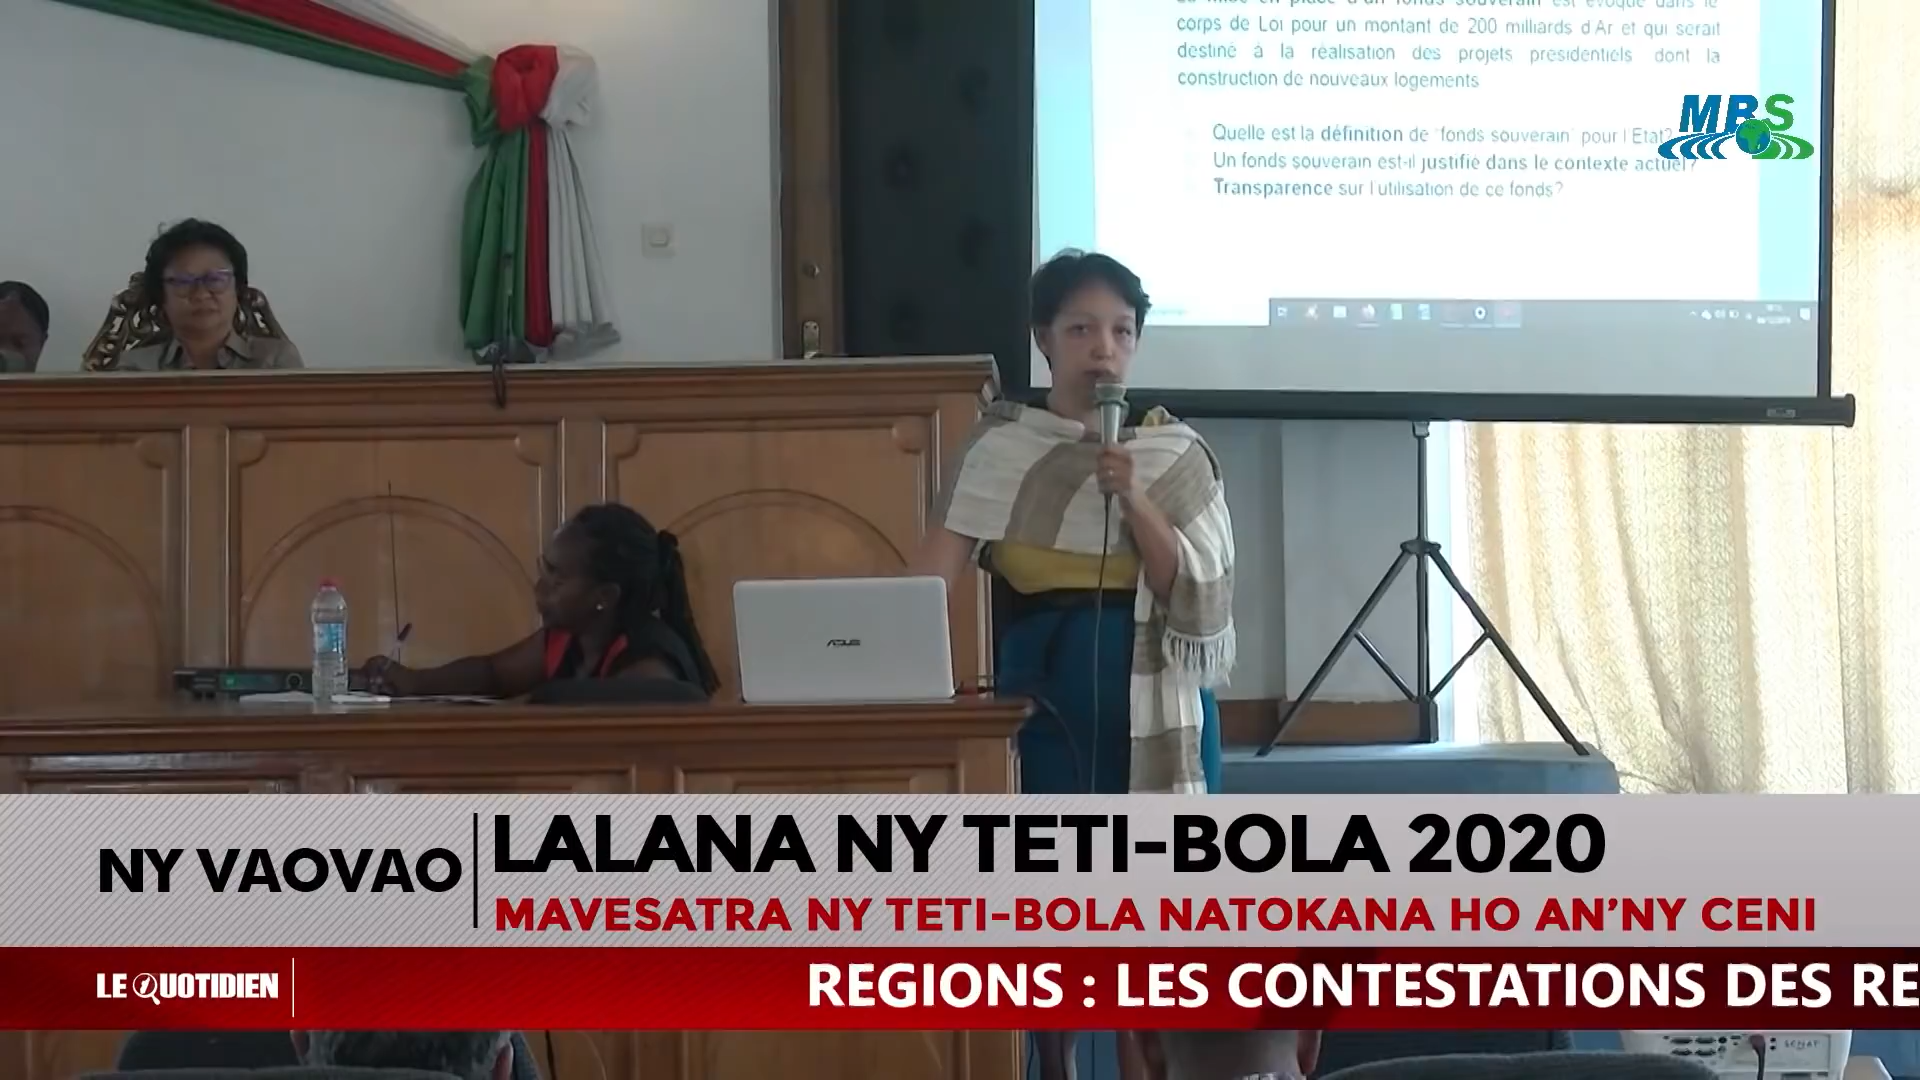 corps de Loi pour un montant de 200 milliards d'Ar et qui serait
destiné à la réalisation des projets presidentiels dont la
construction de nouveaux logements
Quelle est la définition de "fonds souverain" pour l Etat?
Un fonds souverain est-il justifié dans le contexte actuel?
Transparence sur l'utilisation de ce fonds?
MBS
ASUS
NY VAOVAO
LALANA NY TETI-BOLA 2020
MAVESATRA NY TETI-BOLA NATOKANA HO AN'NY CENI
LE QUOTIDIEN
REGIONS : LES CONTESTATIONS DES RE